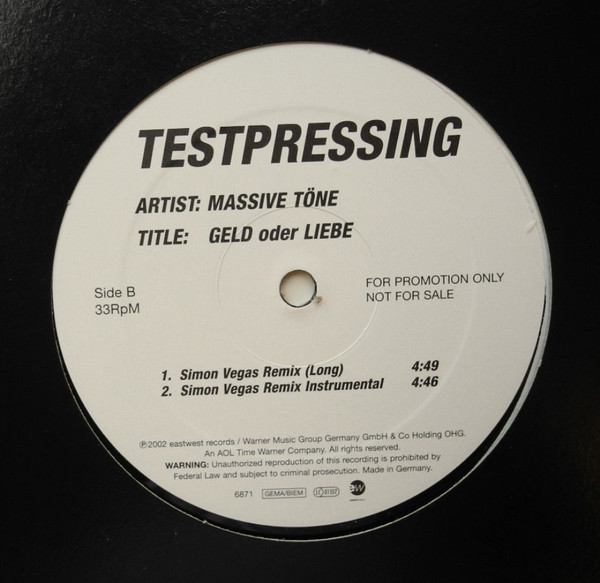 TESTPRESSING
ARTIST: MASSIVE TÖNE
TITLE: GELD oder LIEBE
Side B
33RpM
FOR PROMOTION ONLY
NOT FOR SALE
1. Simon Vegas Remix (Long) 4:49
2. Simon Vegas Remix Instrumental 4:46
℗2002 eastwest records / Warner Music Group Germany GmbH & Co Holding OHG.
An AOL Time Warner Company. All rights reserved.
WARNING: Unauthorized reproduction of this recording is prohibited by
Federal Law and subject to criminal prosecution. Made in Germany.
6871 GEMA/BIEM ew